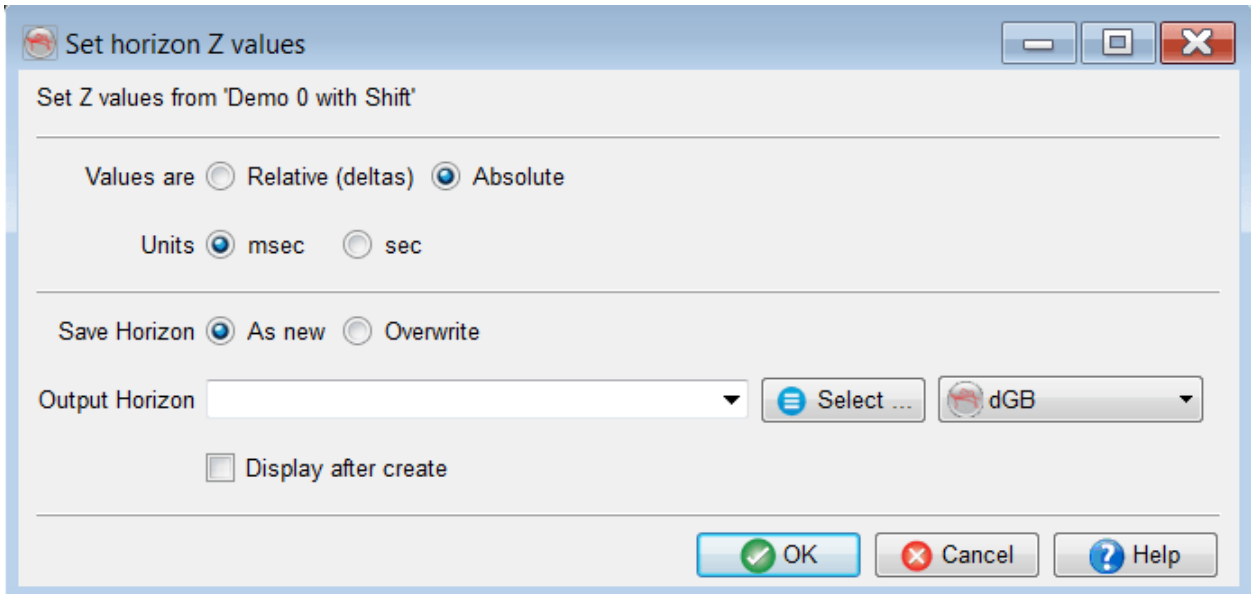 Set horizon Z values
Set Z values from 'Demo 0 with Shift'
Values are Relative (deltas) Absolute
Units msec sec
Save Horizon As new Overwrite
Output Horizon Select ... dGB
Display after create
OK Cancel Help